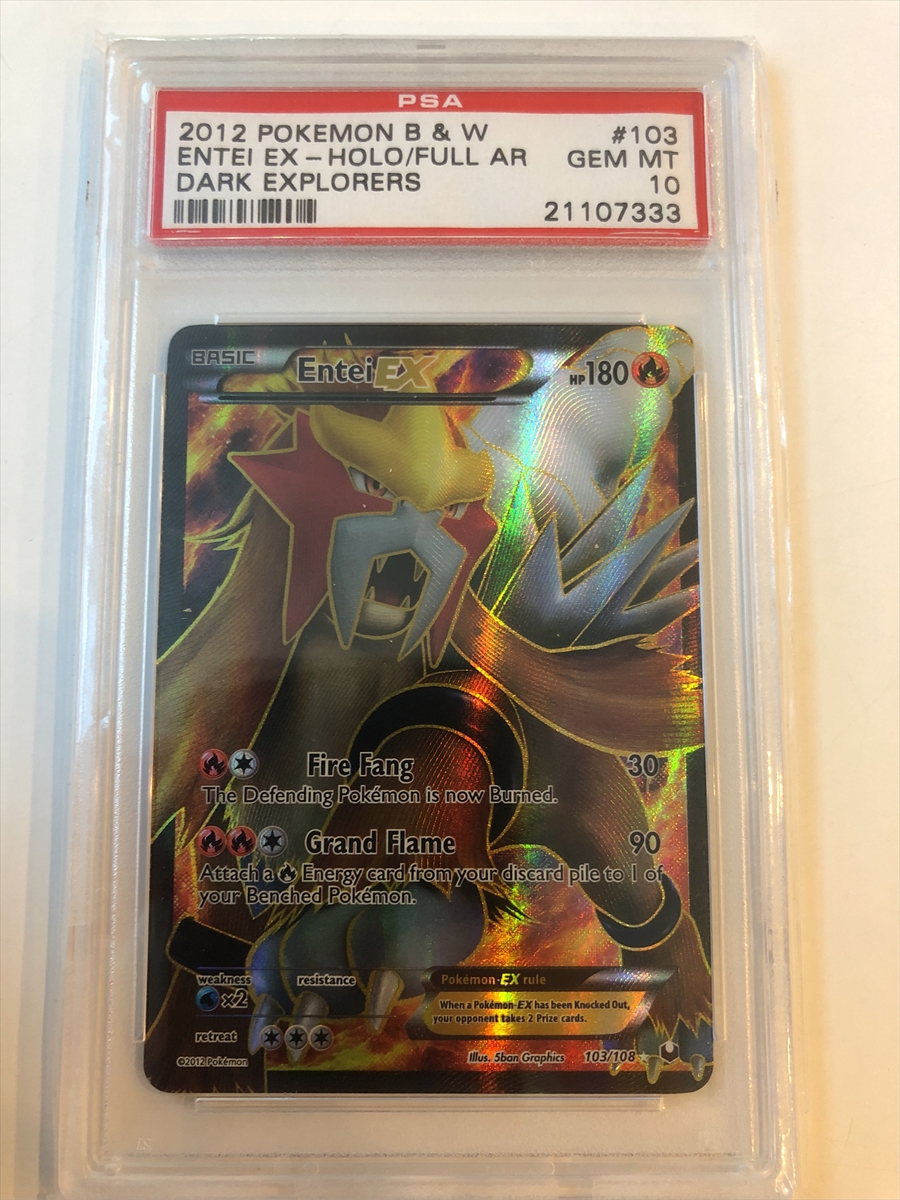 PSA
2012 POKEMON B & W #103
ENTEI EX - HOLO/FULL AR GEM MT
DARK EXPLORERS 10
21107333
BASIC
Entei EX HP180
Fire Fang 30
The Defending Pokémon is now Burned.
Grand Flame 90
Attach a Energy card from your discard pile to 1 of
your Benched Pokémon.
weakness resistance
×2
retreat
Pokémon-EX rule
When a Pokémon-EX has been Knocked Out,
your opponent takes 2 Prize cards.
©2012 Pokémon
Illus. 5ban Graphics 103/108